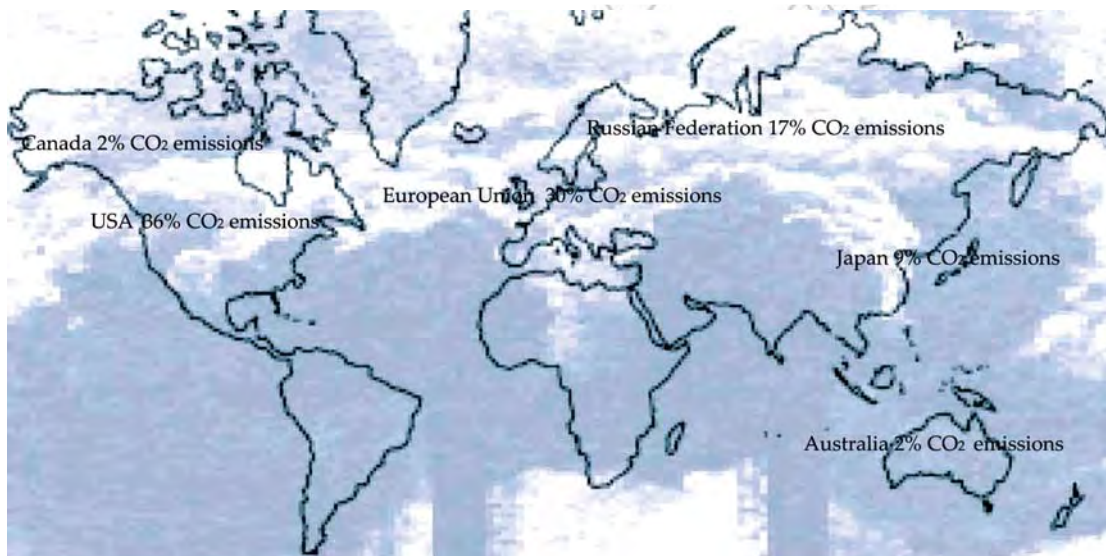 Canada 2% CO₂ emissions
Russian Federation 17% CO₂ emissions
European Union 30% CO₂ emissions
USA 36% CO₂ emissions
Japan 9% CO₂ emissions
Australia 2% CO₂ emissions